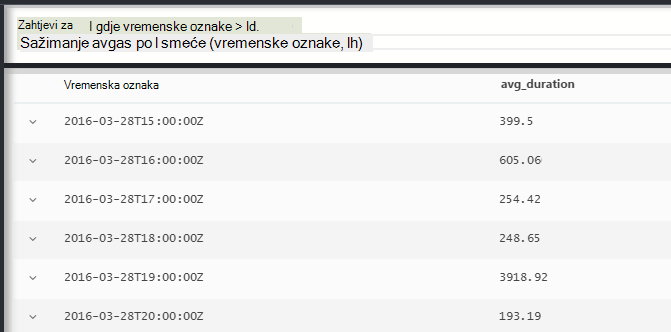 Zahtjevi za l gdje vremenske oznake > ld.
Sažimanje avgas po l smeće (vremenske oznake, lh)
Vremenska oznaka avg_duration
2016-03-28T15:00:00Z 399.5
2016-03-28T16:00:00Z 605.06
2016-03-28T17:00:00Z 254.42
2016-03-28T18:00:00Z 248.65
2016-03-28T19:00:00Z 3918.92
2016-03-28T20:00:00Z 193.19